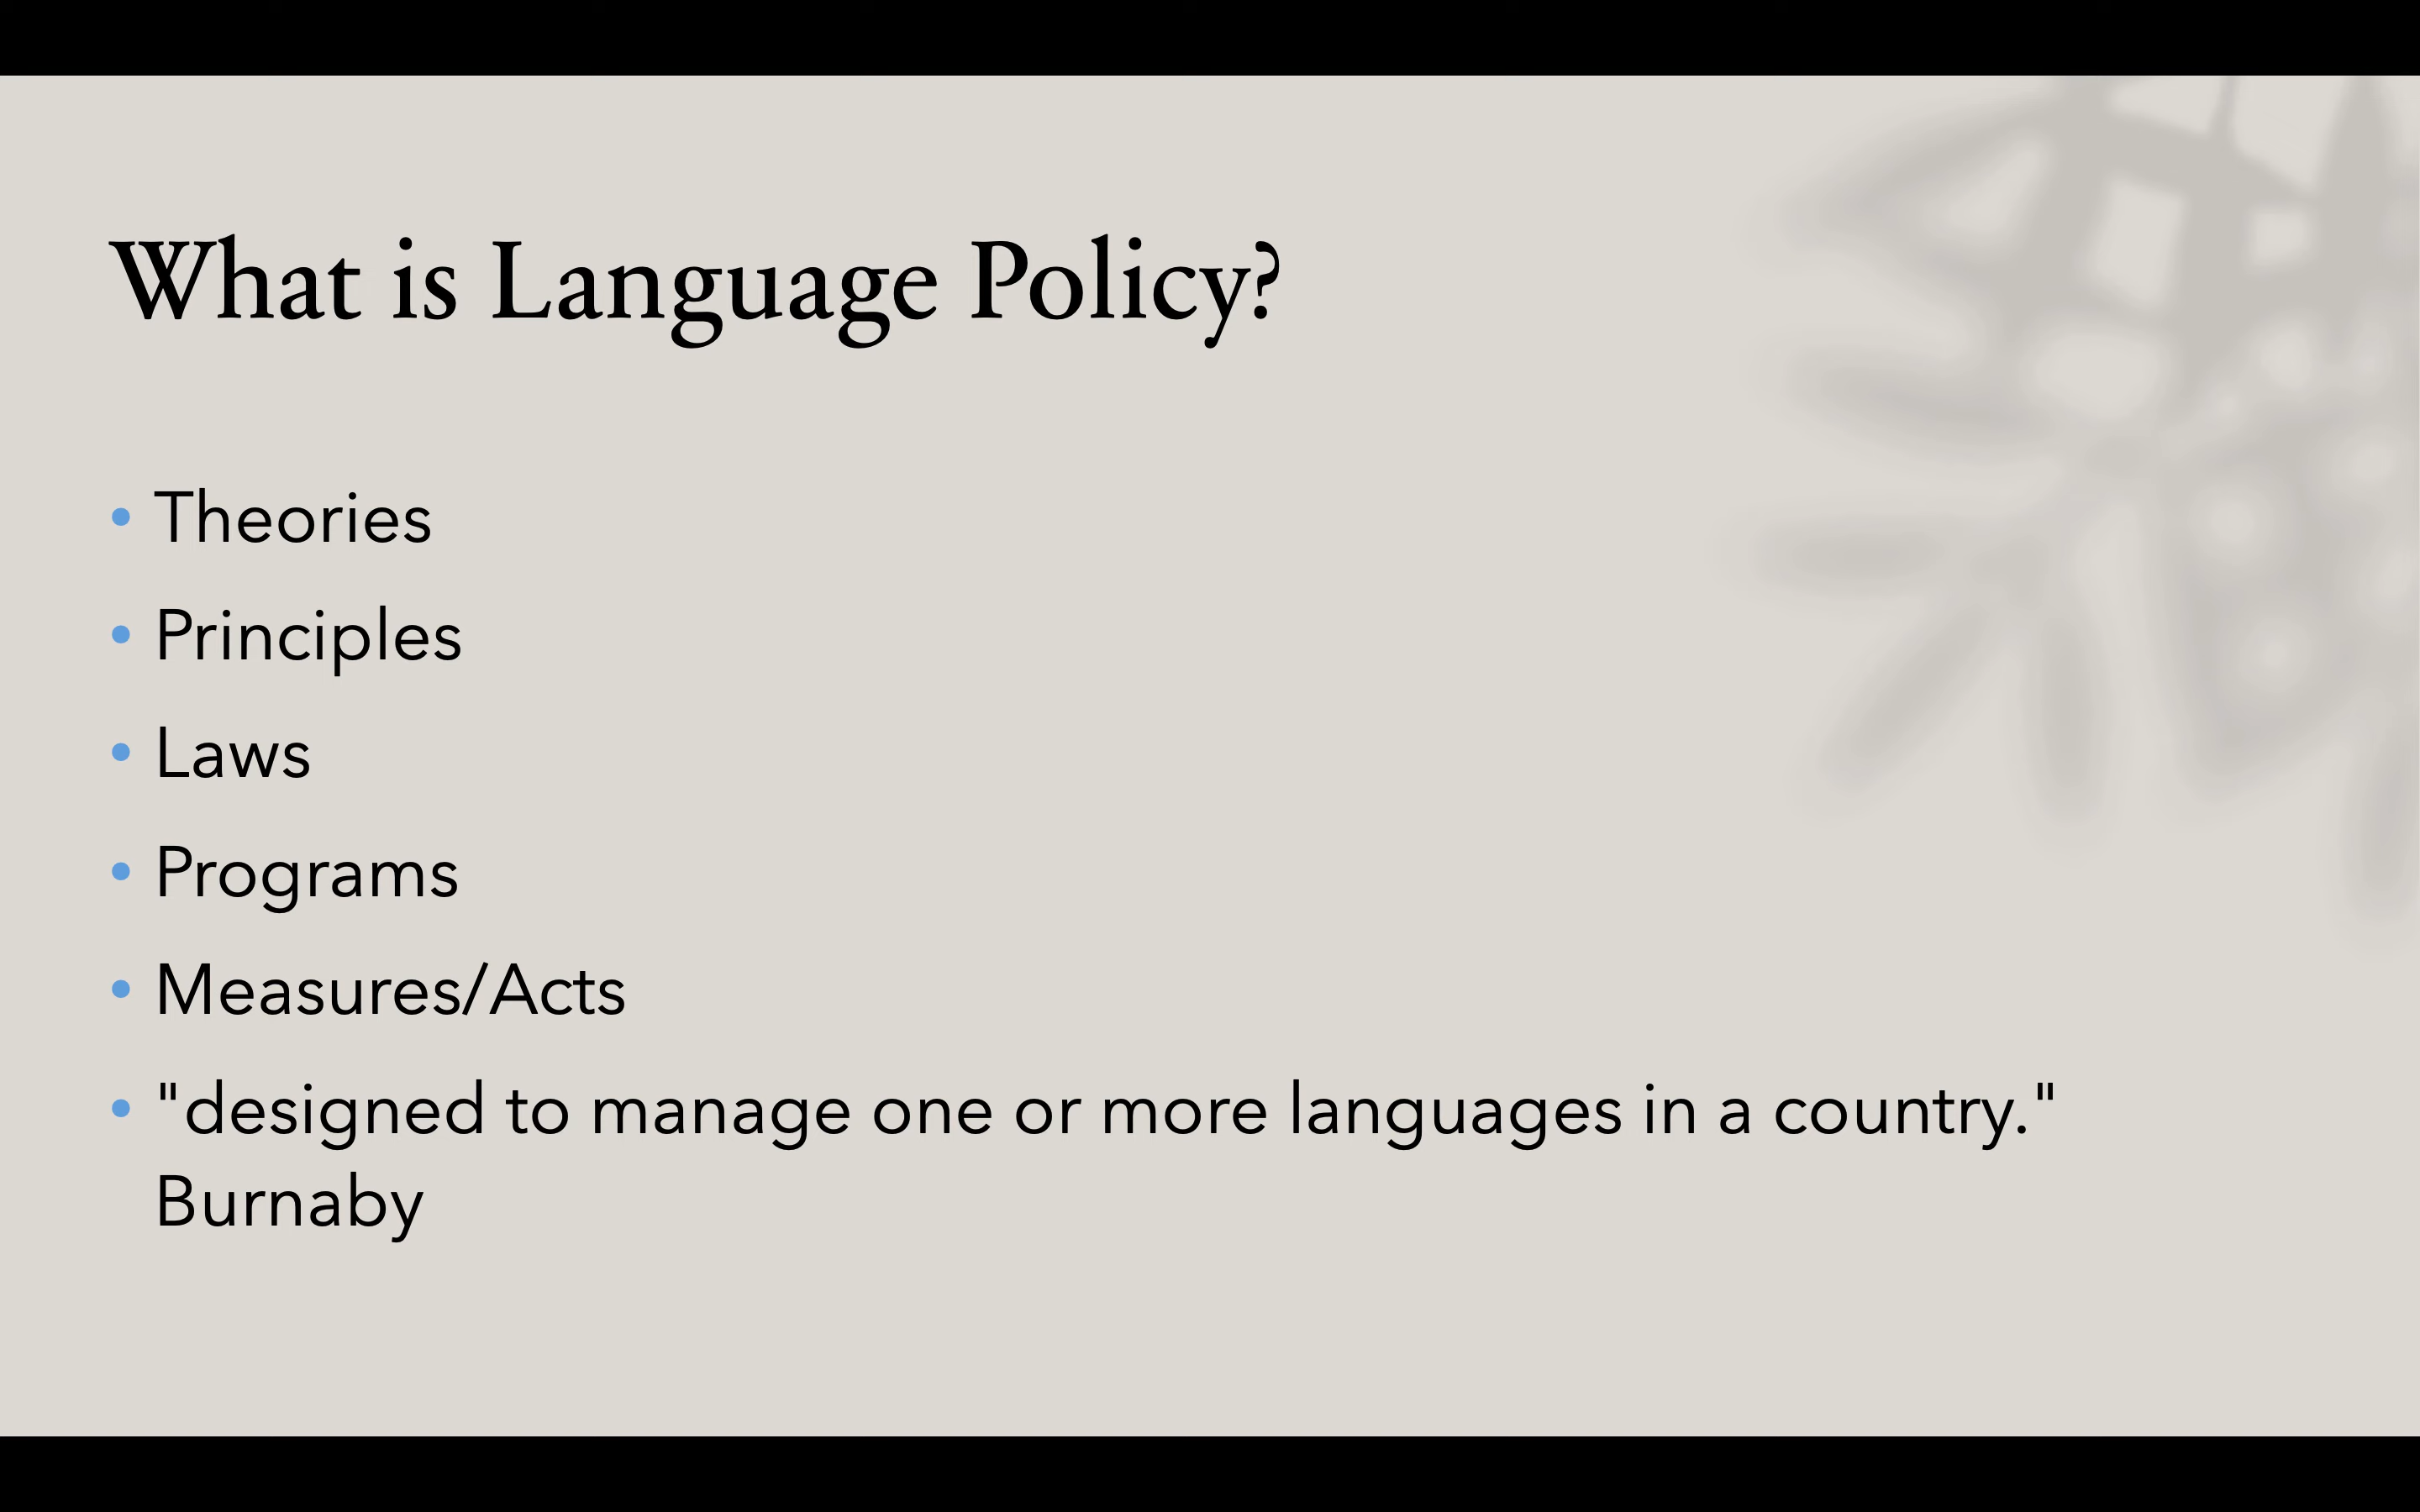 What is Language Policy?
• Theories
• Principles
• Laws
• Programs
• Measures/Acts
• "designed to manage one or more languages in a country."
Burnaby